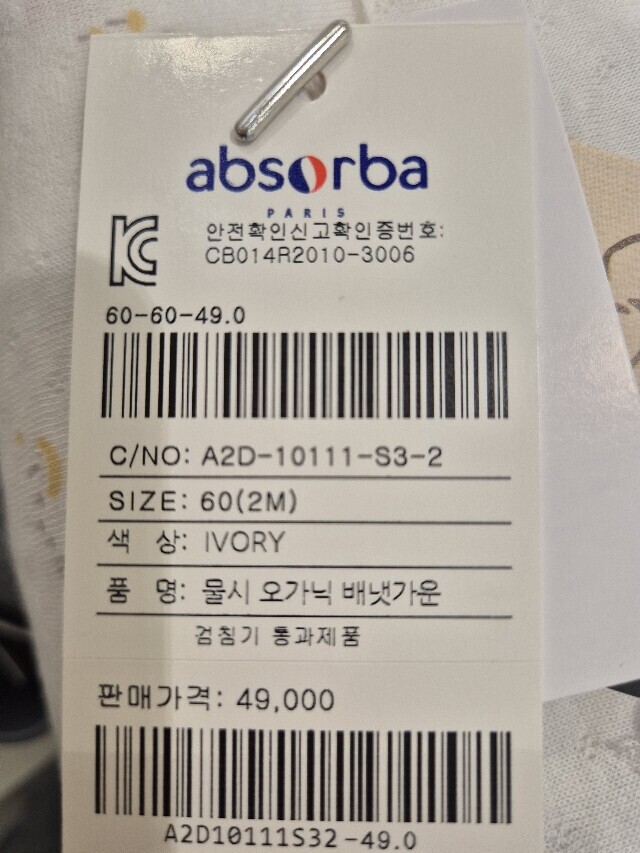 absorba
PARIS
안전확인신고확인증번호:
CB014R2010-3006
60-60-49.0
C/NO: A2D-10111-S3-2
SIZE: 60(2M)
색 상: IVORY
품 명: 물시 오가닉 배냇가운
검침기 통과제품
판매가격: 49,000
A2D10111S32-49.0